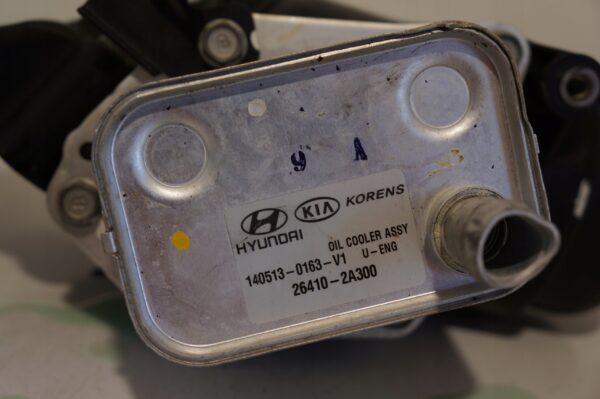 9 A
HYUNDAI KIA KORENS
OIL COOLER ASSY
140513-0163-V1 U-ENG
26410-2A300